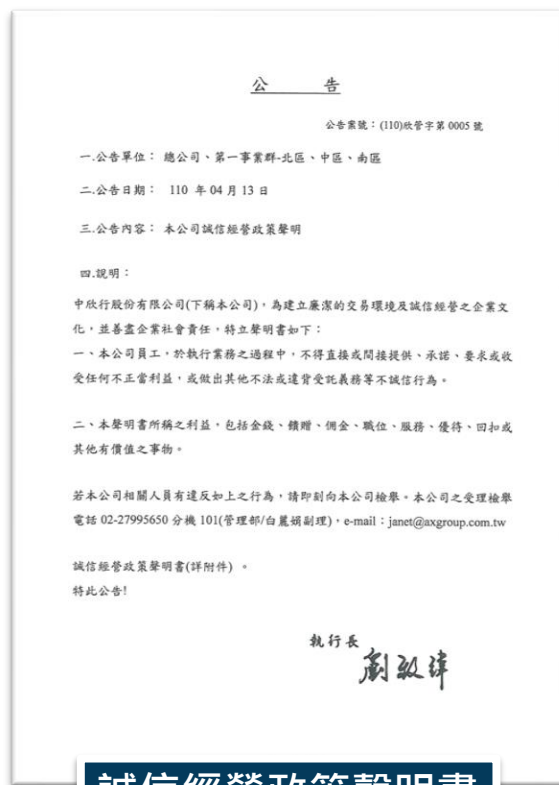 公 告
公告案號：(110)欣管字第 0005 號
一.公告單位： 總公司、第一事業群-北區、中區、南區
二.公告日期： 110 年 04 月 13 日
三.公告內容： 本公司誠信經營政策聲明
四.說明：
中欣行股份有限公司(下稱本公司)，為建立廉潔的交易環境及誠信經營之企業文
化，並善盡企業社會責任，特立聲明書如下：
一、本公司員工，於執行業務之過程中，不得直接或間接提供、承諾、要求或收
受任何不正當利益，或做出其他不法或違背受託義務等不誠信行為。
二、本聲明書所稱之利益，包括金錢、餽贈、佣金、職位、服務、優待、回扣或
其他有價值之事物。
若本公司相關人員有違反如上之行為，請即刻向本公司檢舉。本公司之受理檢舉
電話 02-27995650 分機 101(管理部/白麗娟副理)，e-mail：janet@axgroup.com.tw
誠信經營政策聲明書(詳附件) 。
特此公告!
執行長
誠信經營政策聲明書